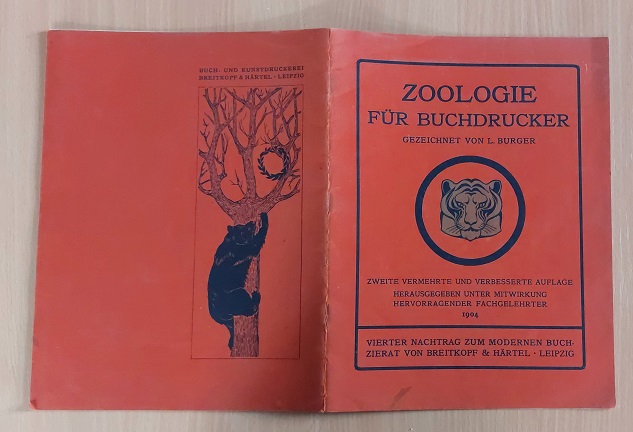 BUCH- UND KUNSTDRUCKEREI
BREITKOPF & HÄRTEL · LEIPZIG
ZOOLOGIE
FÜR BUCHDRUCKER
GEZEICHNET VON L. BURGER
ZWEITE VERMEHRTE UND VERBESSERTE AUFLAGE
HERAUSGEGEBEN UNTER MITWIRKUNG
HERVORRAGENDER FACHGELEHRTER
1904
VIERTER NACHTRAG ZUM MODERNEN BUCH-
ZIERAT VON BREITKOPF & HÄRTEL · LEIPZIG